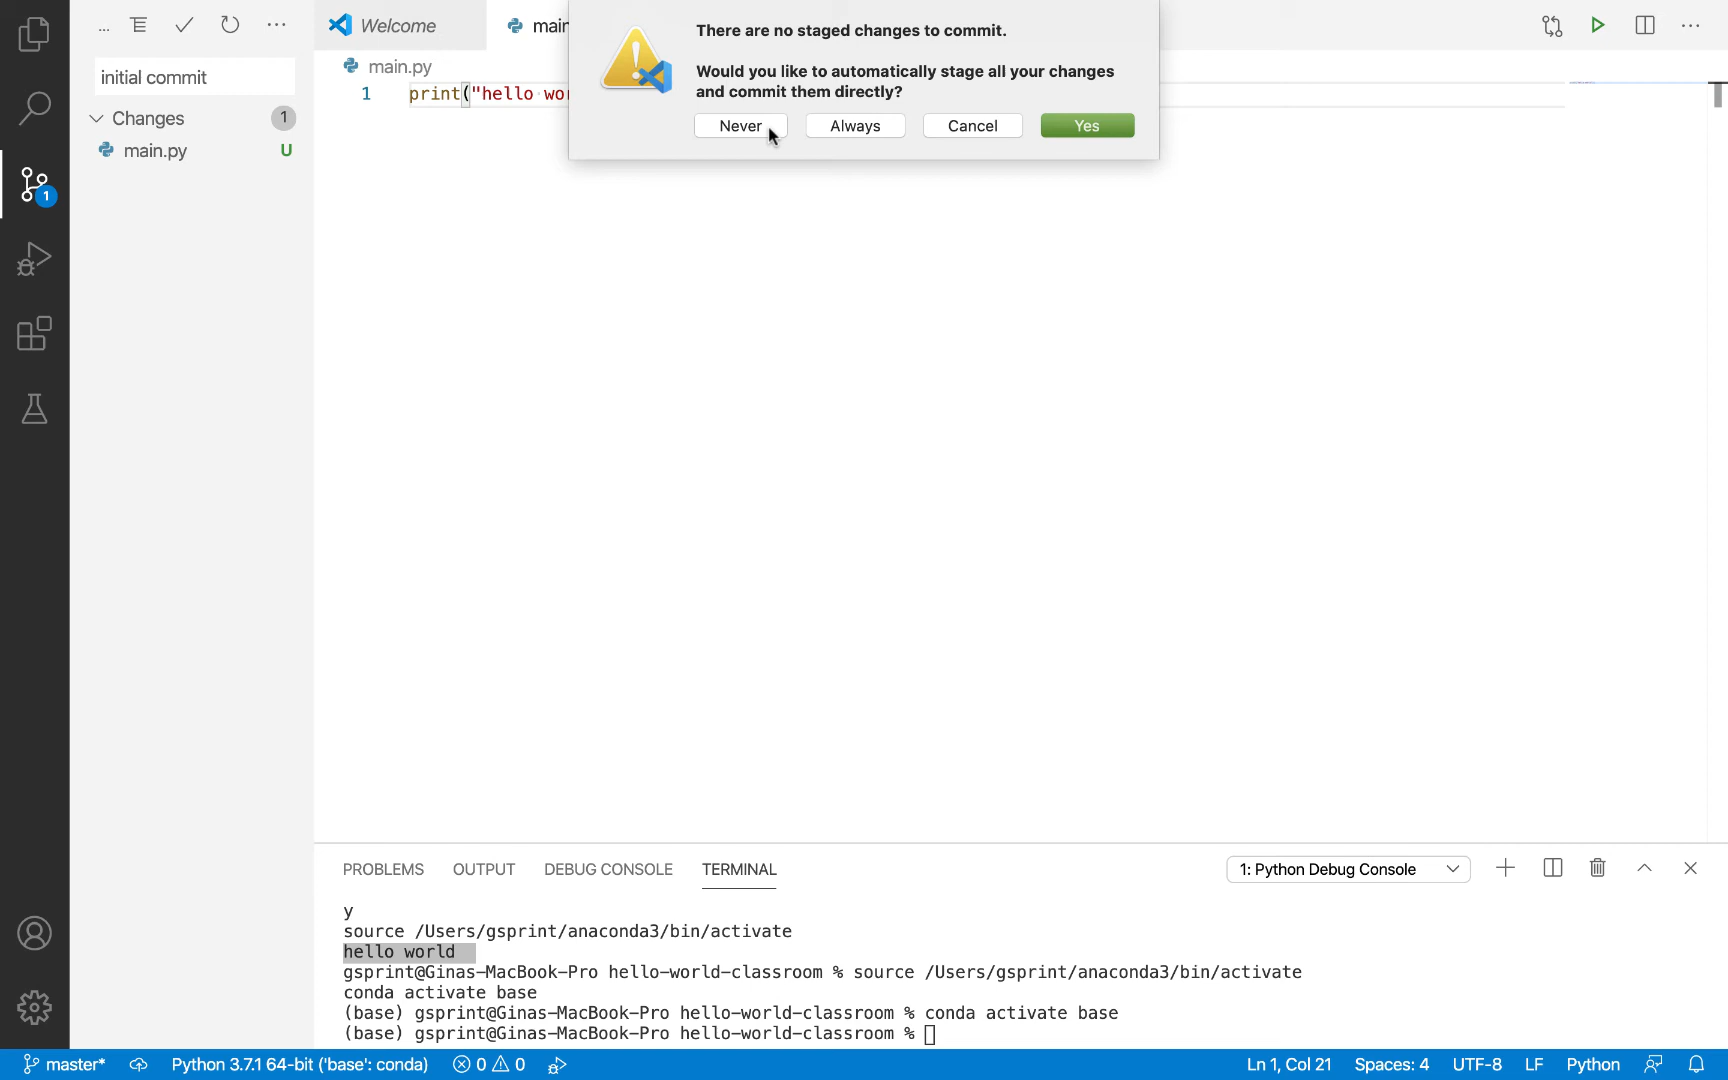 Welcome
main
There are no staged changes to commit.
Would you like to automatically stage all your changes
and commit them directly?
Never
Always
Cancel
Yes
initial commit
Changes
1
main.py
U
1
main.py
1
print("hello wor
PROBLEMS
OUTPUT
DEBUG CONSOLE
TERMINAL
1: Python Debug Console
y
source /Users/gsprint/anaconda3/bin/activate
hello world
gsprint@Ginas-MacBook-Pro hello-world-classroom % source /Users/gsprint/anaconda3/bin/activate
conda activate base
(base) gsprint@Ginas-MacBook-Pro hello-world-classroom % conda activate base
(base) gsprint@Ginas-MacBook-Pro hello-world-classroom %
master*
Python 3.7.1 64-bit ('base': conda)
0
0
Ln 1, Col 21
Spaces: 4
UTF-8
LF
Python